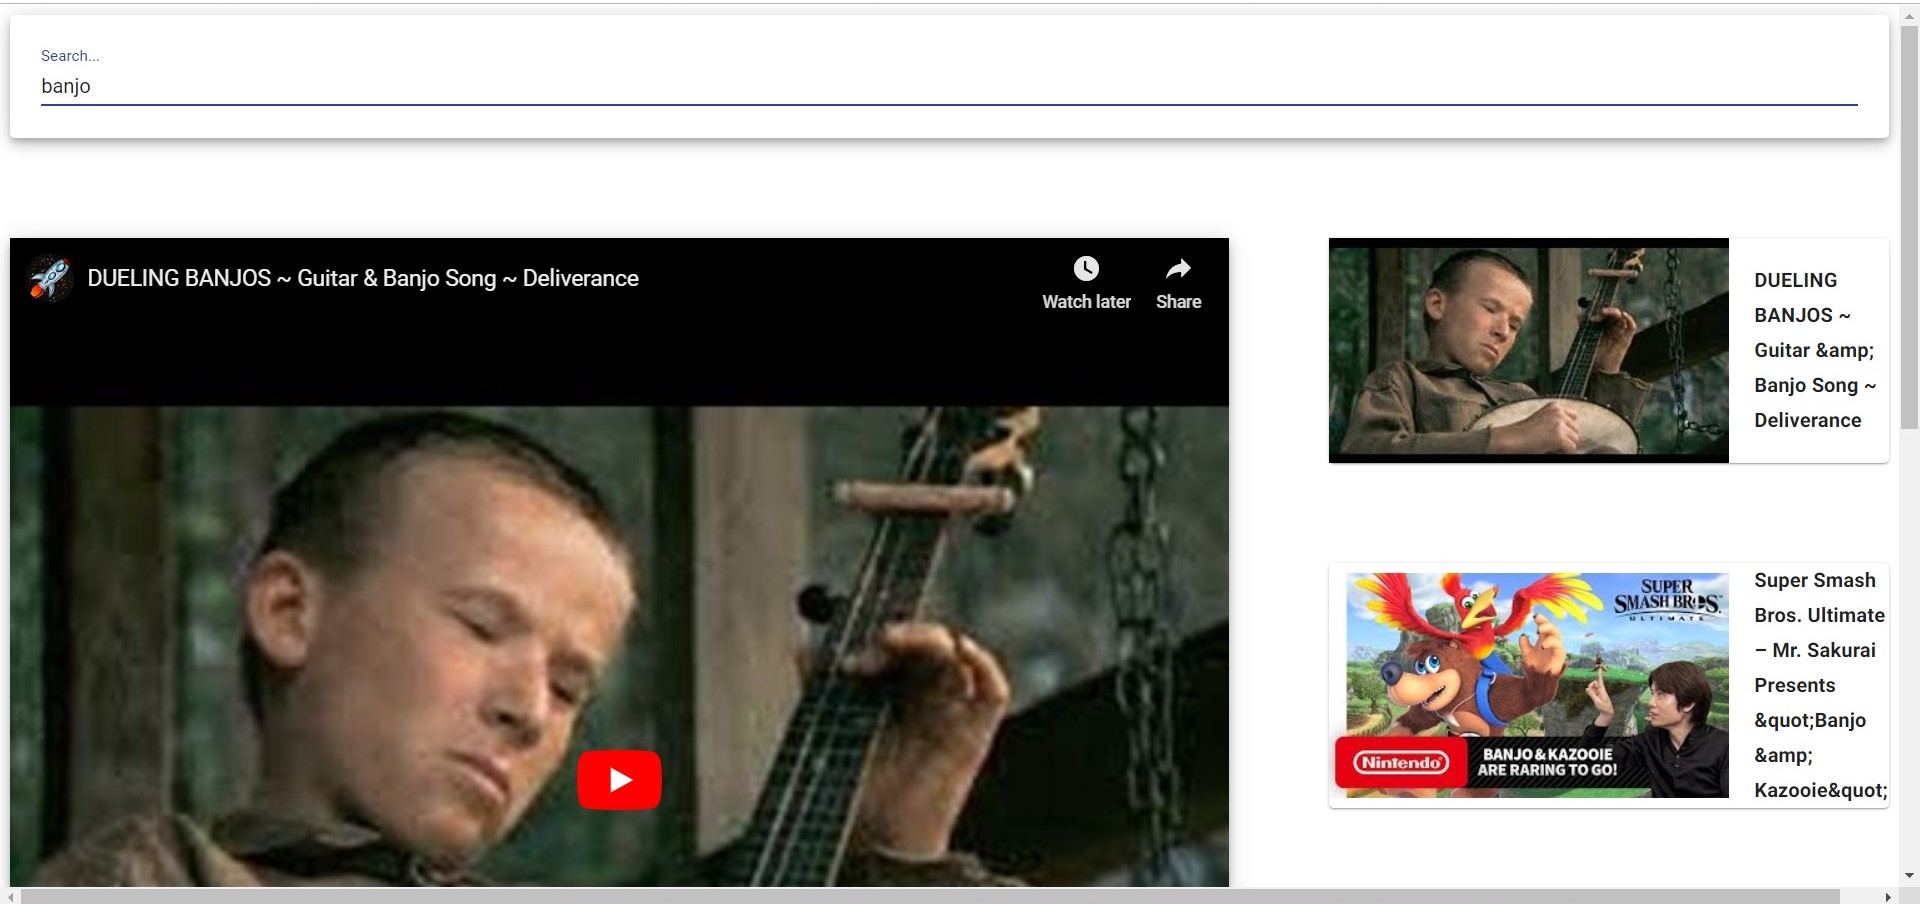 Search...
banjo
DUELING BANJOS ~ Guitar & Banjo Song ~ Deliverance
Watch later
Share
DUELING
BANJOS ~
Guitar &amp;
Banjo Song ~
Deliverance
SUPER
SMASH BROS.
ULTIMATE
Nintendo
BANJO & KAZOOIE
ARE RARING TO GO!
Super Smash
Bros. Ultimate
– Mr. Sakurai
Presents
&quot;Banjo
&amp;
Kazooie&quot;